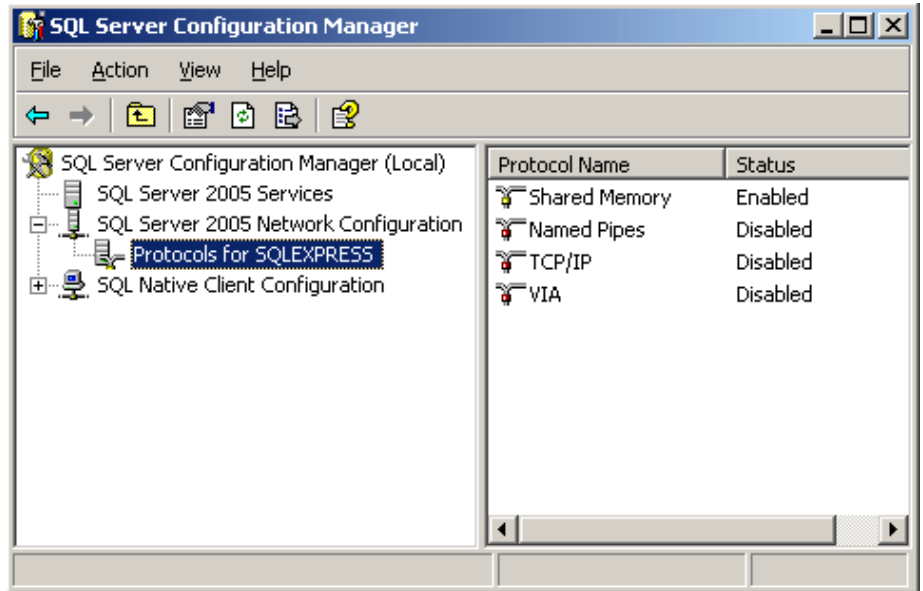 SQL Server Configuration Manager
File Action View Help
SQL Server Configuration Manager (Local)
SQL Server 2005 Services
SQL Server 2005 Network Configuration
Protocols for SQLEXPRESS
SQL Native Client Configuration
Protocol Name Status
Shared Memory Enabled
Named Pipes Disabled
TCP/IP Disabled
VIA Disabled